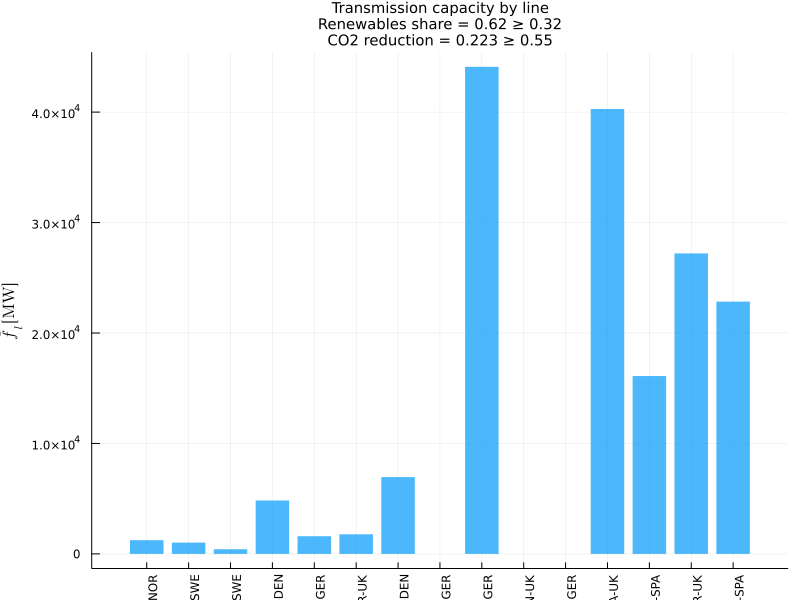 Transmission capacity by line
Renewables share = 0.62 ≥ 0.32
CO2 reduction = 0.223 ≥ 0.55
4.0×10⁴
3.0×10⁴
2.0×10⁴
1.0×10⁴
0
f̄ₗ [MW]
NOR
SWE
SWE
DEN
GER
R-UK
DEN
GER
GER
N-UK
GER
A-UK
-SPA
R-UK
-SPA